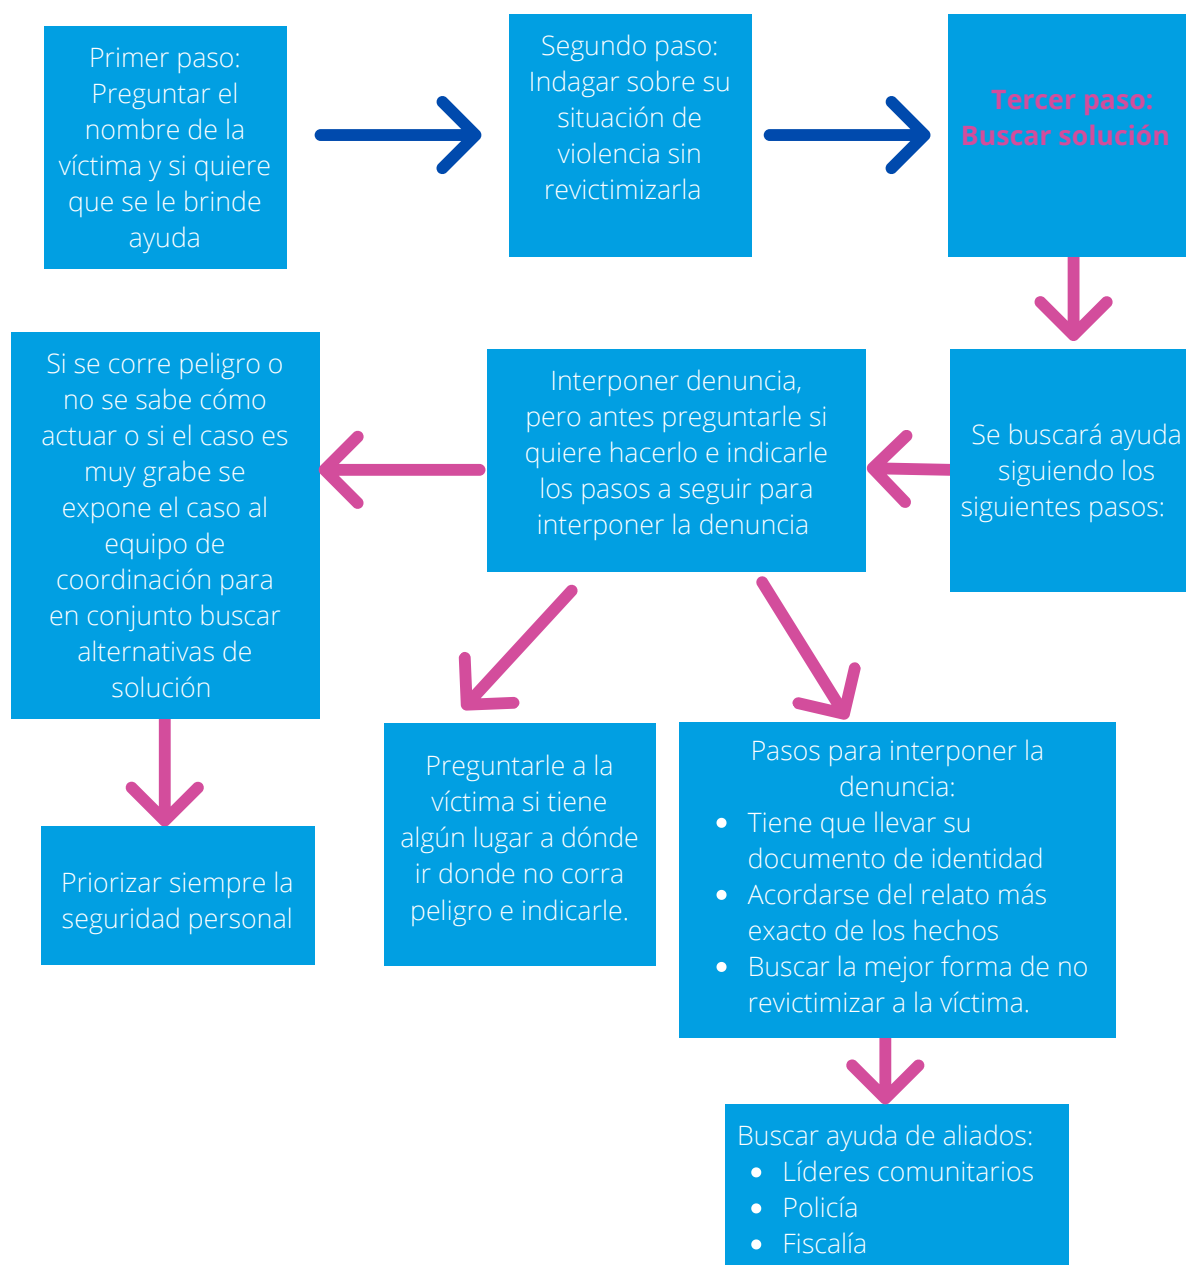 Primer paso:
Preguntar el
nombre de la
víctima y si quiere
que se le brinde
ayuda
Segundo paso:
Indagar sobre su
situación de
violencia sin
revictimizarla
Tercer paso:
Buscar solución
Se buscará ayuda
siguiendo los
siguientes pasos:
Interponer denuncia,
pero antes preguntarle si
quiere hacerlo e indicarle
los pasos a seguir para
interponer la denuncia
Si se corre peligro o
no se sabe cómo
actuar o si el caso es
muy grabe se
expone el caso al
equipo de
coordinación para
en conjunto buscar
alternativas de
solución
Priorizar siempre la
seguridad personal
Preguntarle a la
víctima si tiene
algún lugar a dónde
ir donde no corra
peligro e indicarle.
Pasos para interponer la
denuncia:
• Tiene que llevar su
documento de identidad
• Acordarse del relato más
exacto de los hechos
• Buscar la mejor forma de no
revictimizar a la víctima.
Buscar ayuda de aliados:
• Líderes comunitarios
• Policía
• Fiscalía